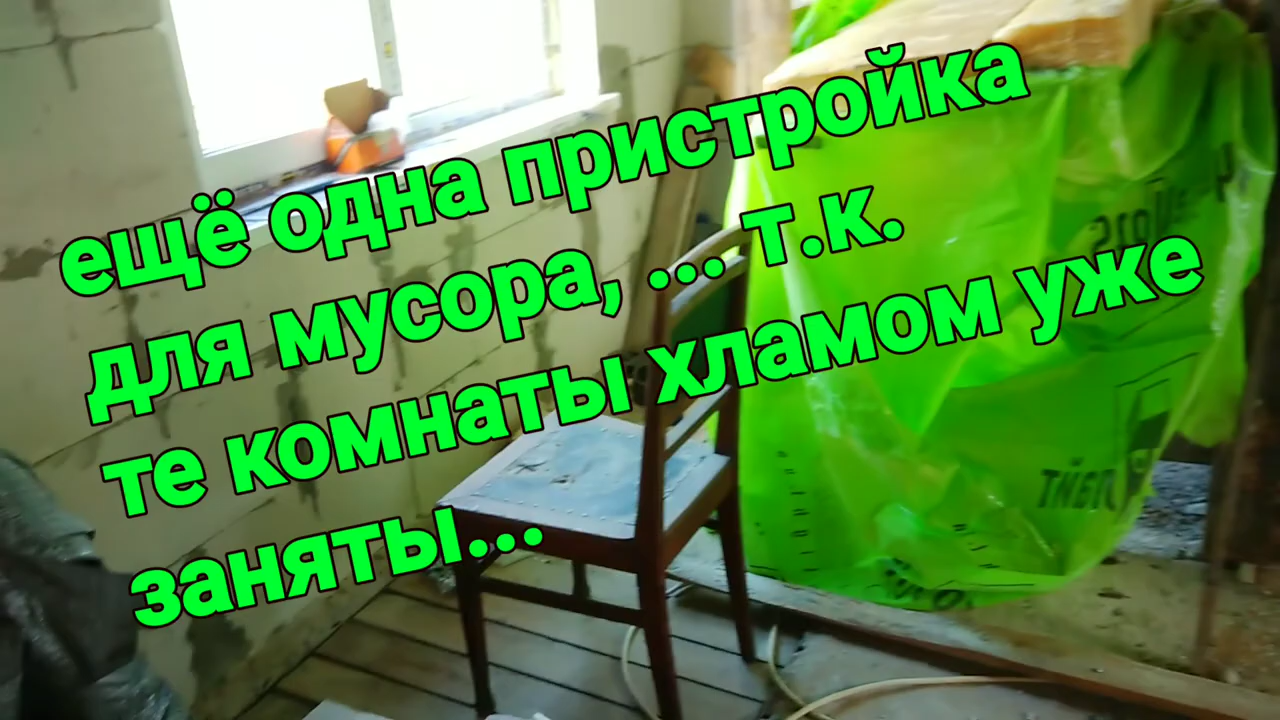 ещё одна пристройка
для мусора, ... т.к.
те комнаты хламом уже
заняты...